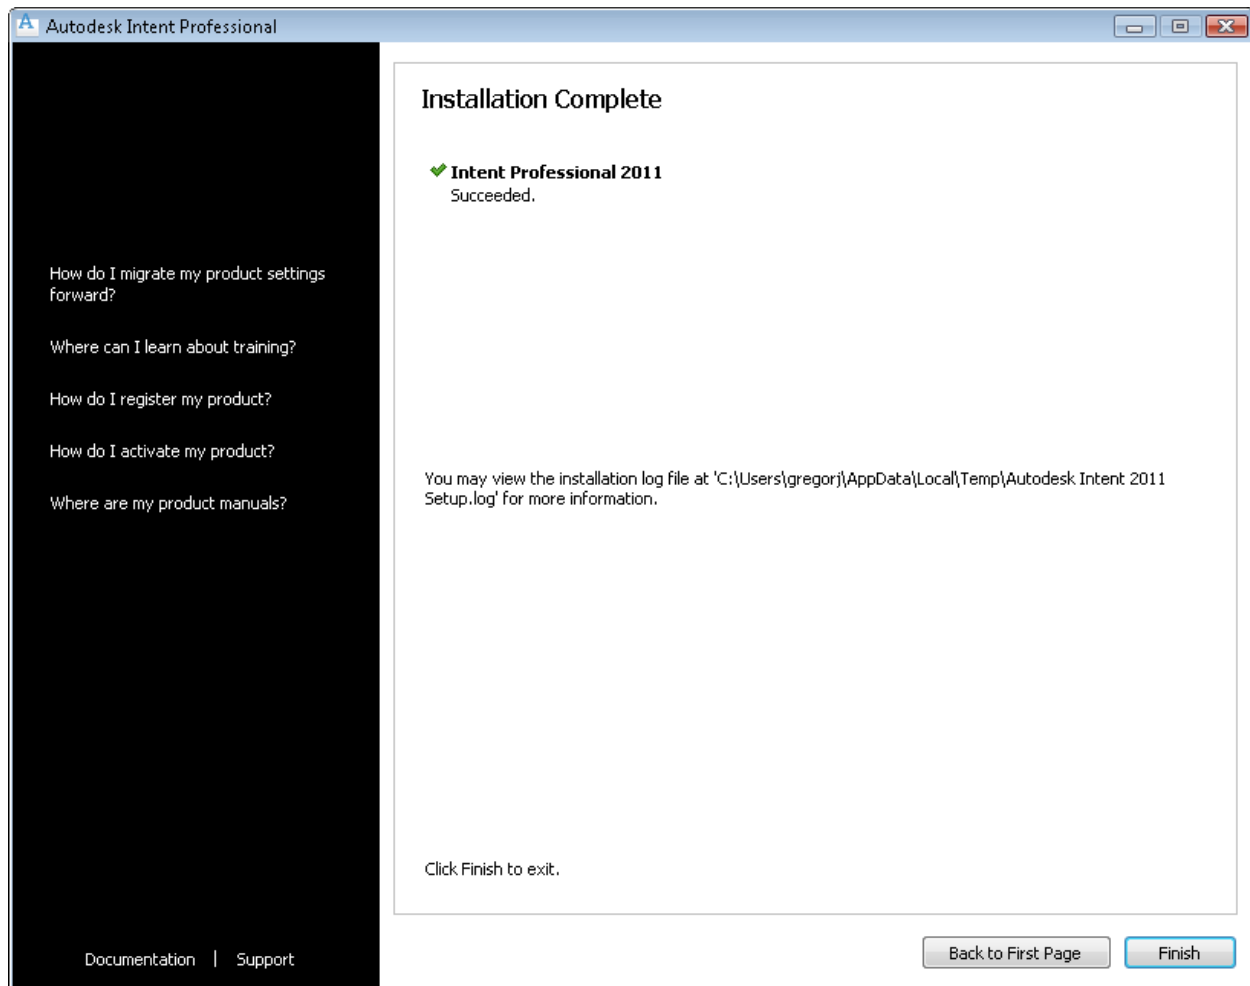 Autodesk Intent Professional
Installation Complete
Intent Professional 2011
Succeeded.
How do I migrate my product settings
forward?
Where can I learn about training?
How do I register my product?
How do I activate my product?
Where are my product manuals?
You may view the installation log file at 'C:\Users\gregorj\AppData\Local\Temp\Autodesk Intent 2011
Setup.log' for more information.
Click Finish to exit.
Documentation | Support
Back to First Page
Finish